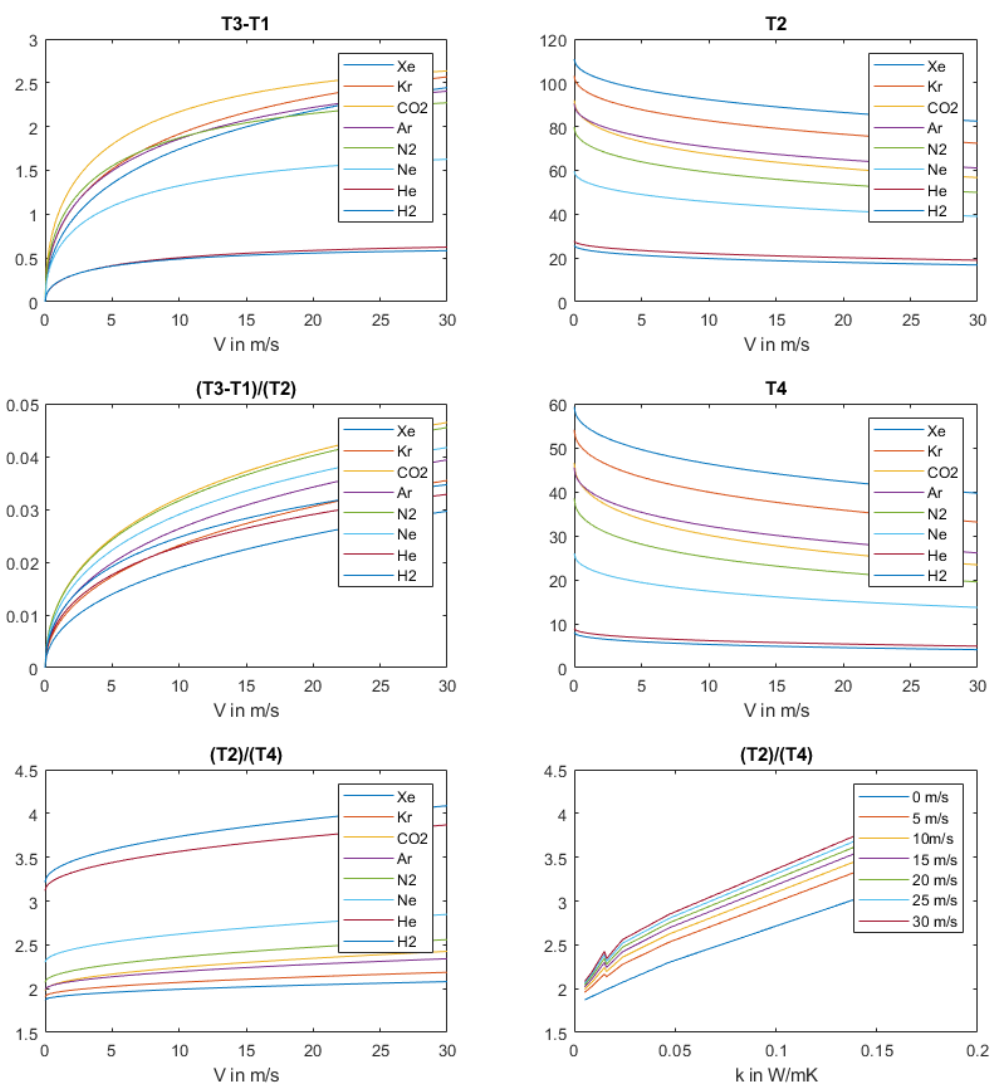 T3-T1
3
2.5
2
1.5
1
0.5
0
0 5 10 15 20 25 30
V in m/s
Xe
Kr
CO2
Ar
N2
Ne
He
H2
T2
120
100
80
60
40
20
0
0 5 10 15 20 25 30
V in m/s
Xe
Kr
CO2
Ar
N2
Ne
He
H2
(T3-T1)/(T2)
0.05
0.04
0.03
0.02
0.01
0
0 5 10 15 20 25 30
V in m/s
Xe
Kr
CO2
Ar
N2
Ne
He
H2
T4
60
50
40
30
20
10
0
0 5 10 15 20 25 30
V in m/s
Xe
Kr
CO2
Ar
N2
Ne
He
H2
(T2)/(T4)
4.5
4
3.5
3
2.5
2
1.5
0 5 10 15 20 25 30
V in m/s
Xe
Kr
CO2
Ar
N2
Ne
He
H2
(T2)/(T4)
4.5
4
3.5
3
2.5
2
1.5
0 0.05 0.1 0.15 0.2
k in W/mK
0 m/s
5 m/s
10m/s
15 m/s
20 m/s
25 m/s
30 m/s